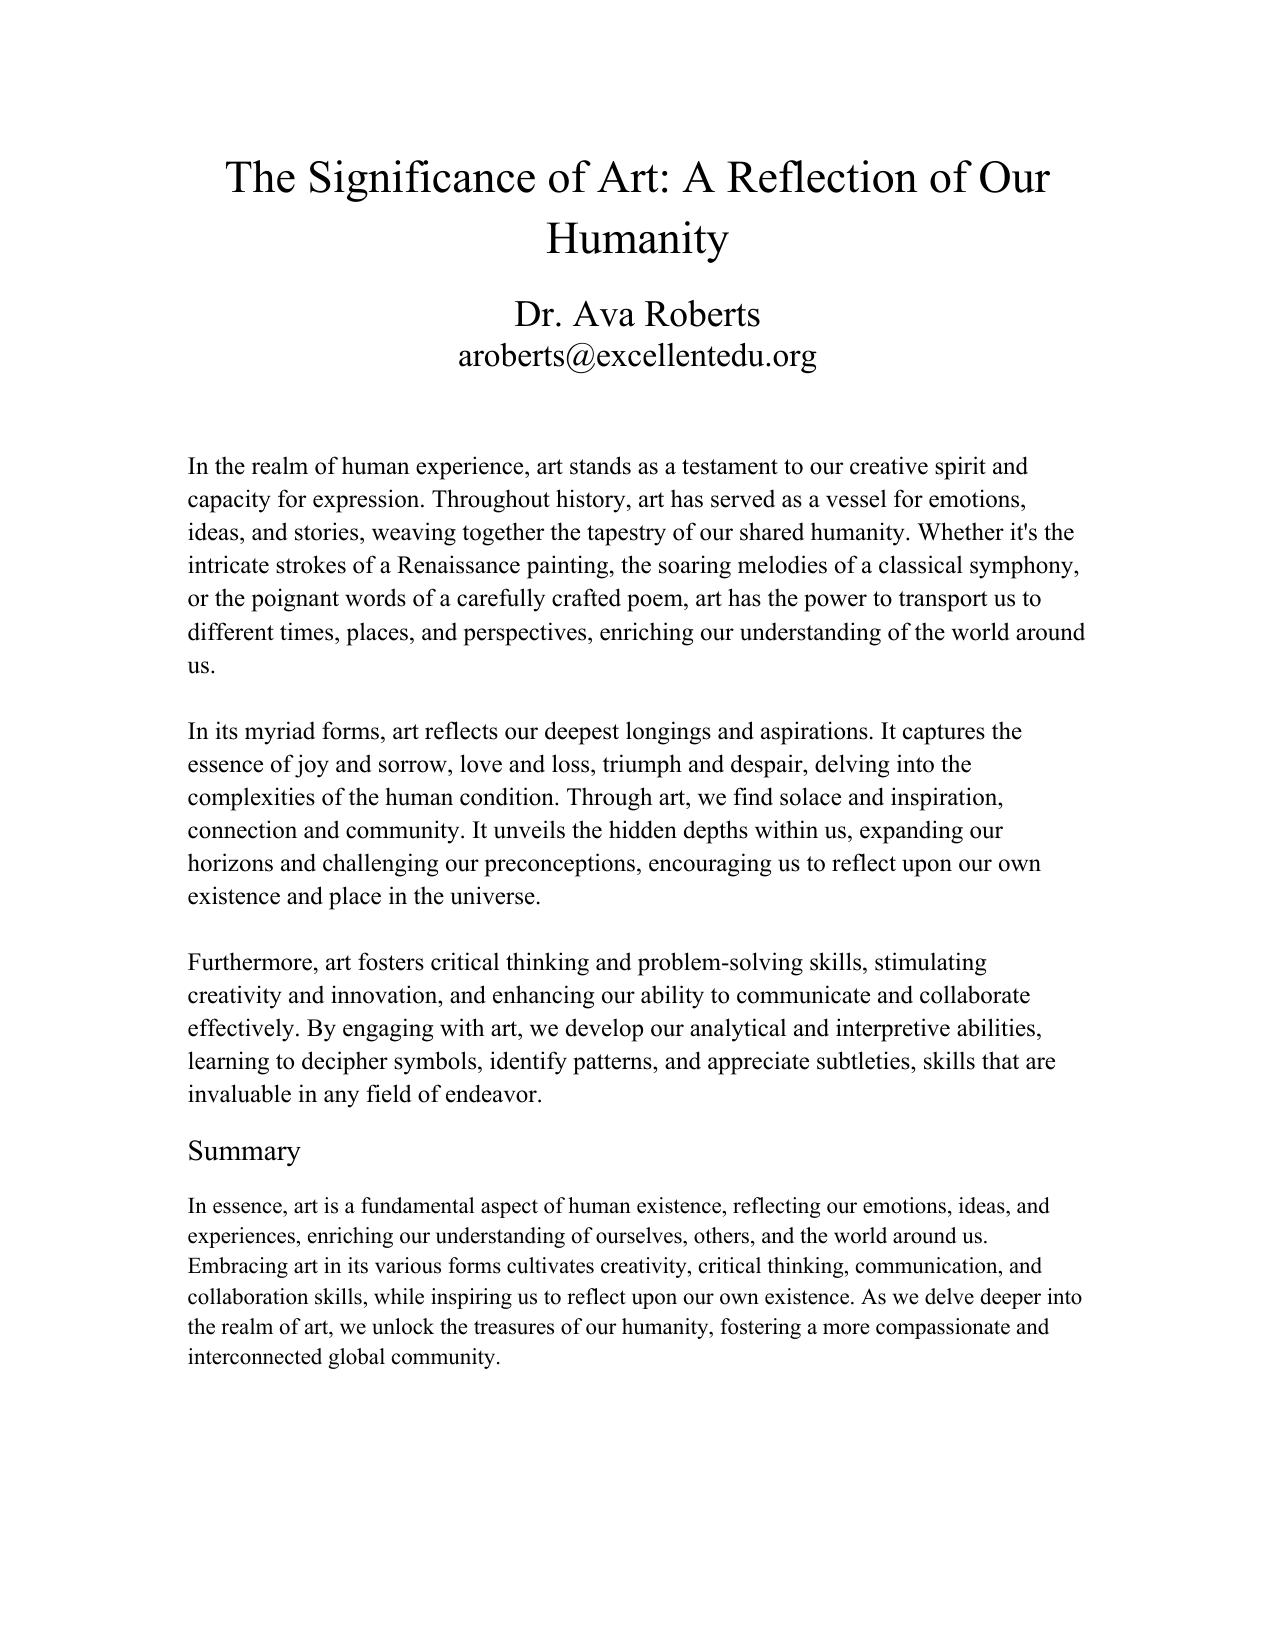 The Significance of Art: A Reflection of Our
Humanity
Dr. Ava Roberts
aroberts@excellentedu.org
In the realm of human experience, art stands as a testament to our creative spirit and
capacity for expression. Throughout history, art has served as a vessel for emotions,
ideas, and stories, weaving together the tapestry of our shared humanity. Whether it's the
intricate strokes of a Renaissance painting, the soaring melodies of a classical symphony,
or the poignant words of a carefully crafted poem, art has the power to transport us to
different times, places, and perspectives, enriching our understanding of the world around
us.
In its myriad forms, art reflects our deepest longings and aspirations. It captures the
essence of joy and sorrow, love and loss, triumph and despair, delving into the
complexities of the human condition. Through art, we find solace and inspiration,
connection and community. It unveils the hidden depths within us, expanding our
horizons and challenging our preconceptions, encouraging us to reflect upon our own
existence and place in the universe.
Furthermore, art fosters critical thinking and problem-solving skills, stimulating
creativity and innovation, and enhancing our ability to communicate and collaborate
effectively. By engaging with art, we develop our analytical and interpretive abilities,
learning to decipher symbols, identify patterns, and appreciate subtleties, skills that are
invaluable in any field of endeavor.
Summary
In essence, art is a fundamental aspect of human existence, reflecting our emotions, ideas, and
experiences, enriching our understanding of ourselves, others, and the world around us.
Embracing art in its various forms cultivates creativity, critical thinking, communication, and
collaboration skills, while inspiring us to reflect upon our own existence. As we delve deeper into
the realm of art, we unlock the treasures of our humanity, fostering a more compassionate and
interconnected global community.